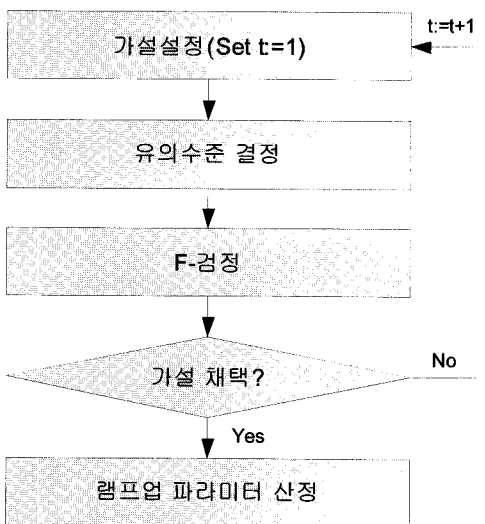 가설설정(Set t:=1)
t:=t+1
유의수준 결정
F-검정
가설 채택?
No
Yes
램프업 파라미터 산정